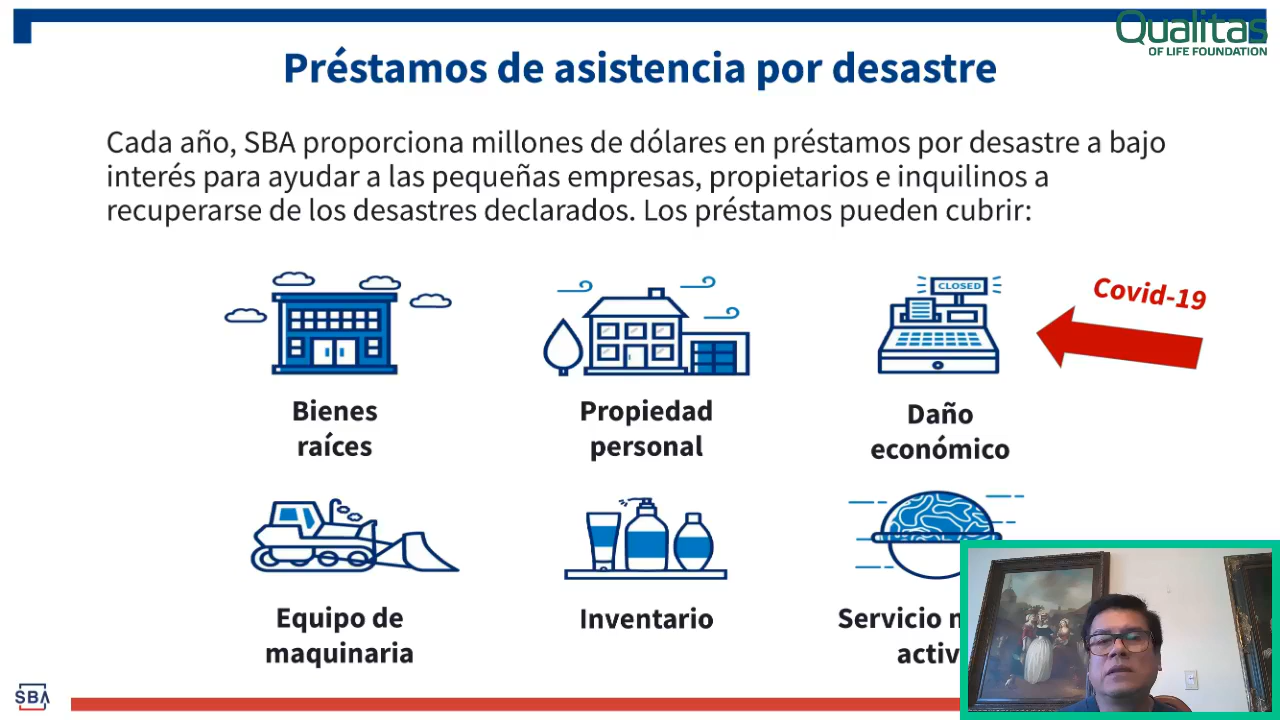 Qualitas
OF LIFE FOUNDATION
Préstamos de asistencia por desastre
Cada año, SBA proporciona millones de dólares en préstamos por desastre a bajo
interés para ayudar a las pequeñas empresas, propietarios e inquilinos a
recuperarse de los desastres declarados. Los préstamos pueden cubrir:
CLOSED
Covid-19
Bienes
raíces
Propiedad
personal
Daño
económico
Equipo de
maquinaria
Inventario
Servicio
SBA